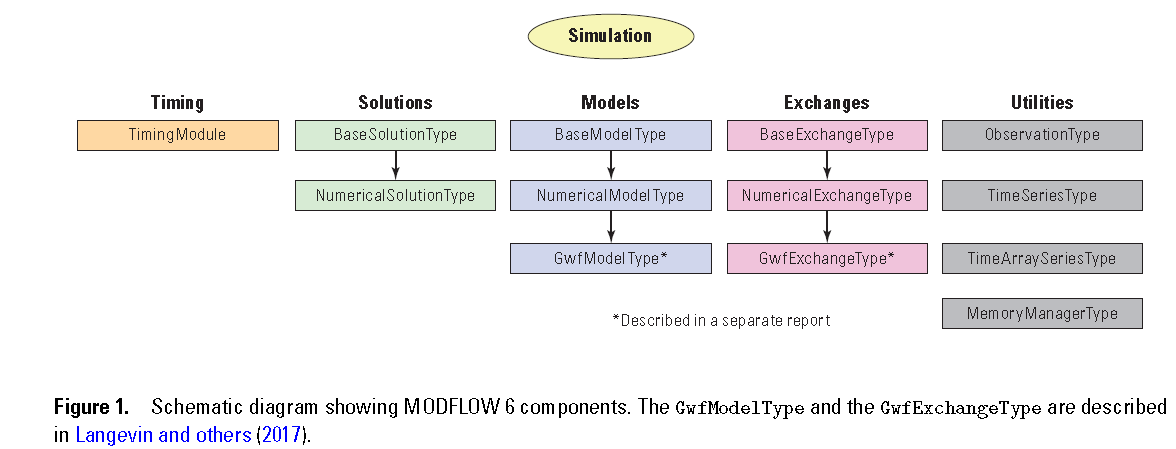 Simulation
Timing Solutions Models Exchanges Utilities
TimingModule BaseSolutionType BaseModelType BaseExchangeType ObservationType
NumericalSolutionType NumericalModelType NumericalExchangeType TimeSeriesType
GwfModelType* GwfExchangeType* TimeArraySeriesType
MemoryManagerType
*Described in a separate report
Figure 1. Schematic diagram showing MODFLOW 6 components. The GwfModelType and the GwfExchangeType are described
in Langevin and others (2017).